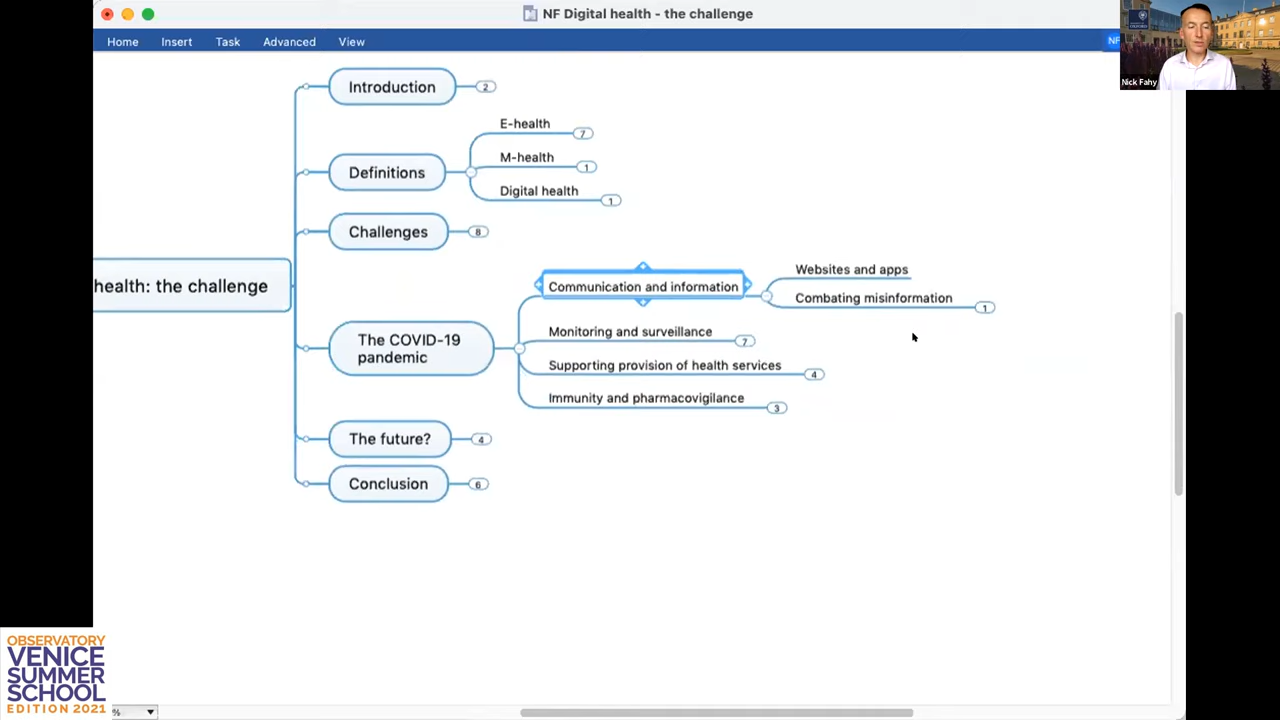 NF Digital health - the challenge
Home Insert Task Advanced View
NF
Nick Fahy
Introduction 2
E-health 7
M-health 1
Definitions
Digital health 1
Challenges 8
health: the challenge
Communication and information
Websites and apps
Combating misinformation 1
The COVID-19
pandemic
Monitoring and surveillance 7
Supporting provision of health services 4
Immunity and pharmacovigilance 3
The future? 4
Conclusion 6
OBSERVATORY
VENICE
SUMMER
SCHOOL
EDITION 2021
%